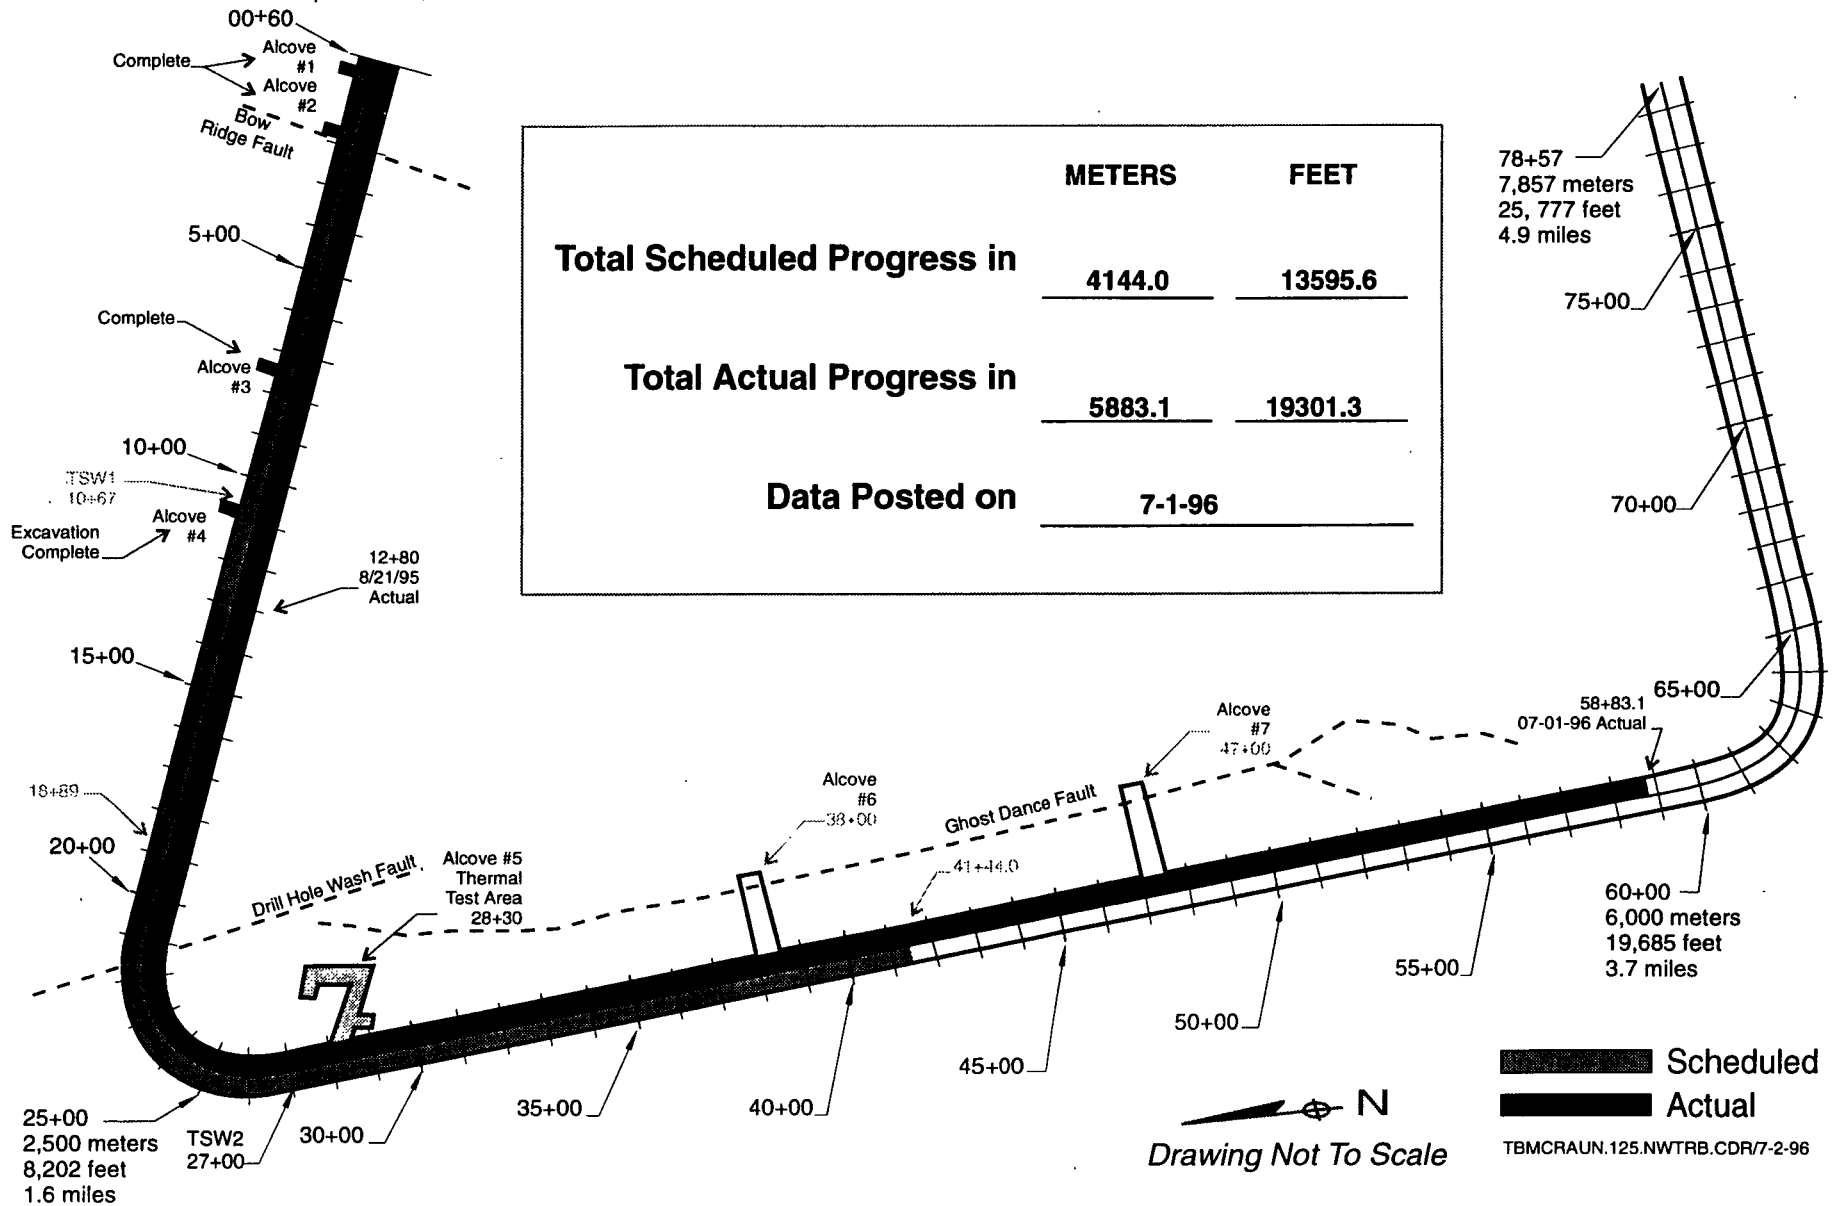 00+60
Complete
Alcove
#1
Alcove
#2
Bow
Ridge Fault
5+00
Complete
Alcove
#3
10+00
TSW1
10+67
Alcove
#4
Excavation
Complete
12+80
8/21/95
Actual
15+00
18+89
20+00
Drill Hole Wash Fault
Alcove #5
Thermal
Test Area
28+30
25+00
2,500 meters
8,202 feet
1.6 miles
TSW2
27+00
30+00
35+00
40+00
45+00
50+00
55+00
Alcove
#6
38+00
Ghost Dance Fault
41+44.0
Alcove
#7
47+00
METERS FEET
Total Scheduled Progress in 4144.0 13595.6
Total Actual Progress in 5883.1 19301.3
Data Posted on 7-1-96
78+57
7,857 meters
25, 777 feet
4.9 miles
75+00
70+00
65+00
58+83.1
07-01-96 Actual
60+00
6,000 meters
19,685 feet
3.7 miles
N
Drawing Not To Scale
Scheduled
Actual
TBMCRAUN.125.NWTRB.CDR/7-2-96